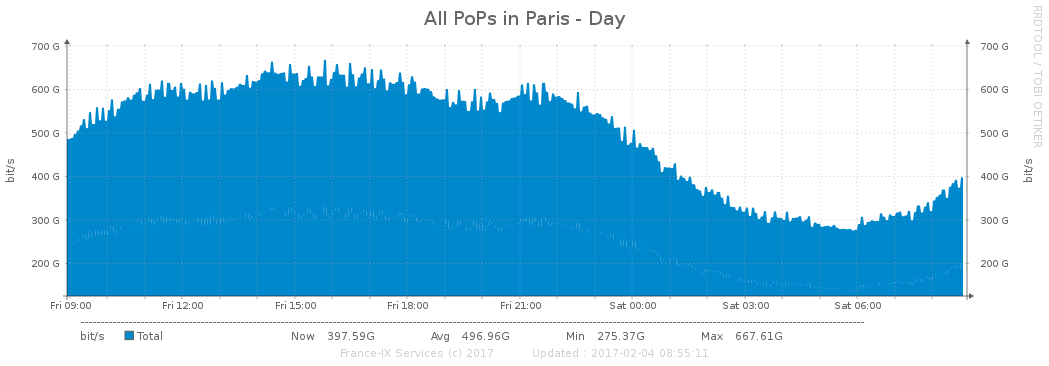 All PoPs in Paris - Day
RRDTOOL / TOBI OETIKER
700 G 700 G
600 G 600 G
500 G 500 G
400 G 400 G
300 G 300 G
200 G 200 G
bit/s bit/s
Fri 09:00 Fri 12:00 Fri 15:00 Fri 18:00 Fri 21:00 Sat 00:00 Sat 03:00 Sat 06:00
bit/s Total Now 397.59G Avg 496.96G Min 275.37G Max 667.61G
France-IX Services (c) 2017 Updated : 2017-02-04 08:55:11